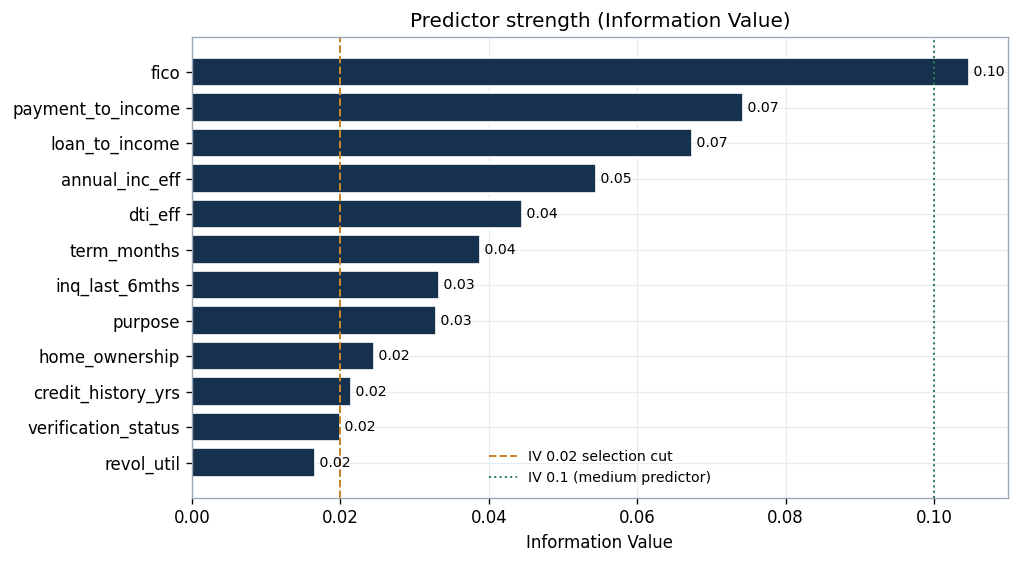 Predictor strength (Information Value)
fico 0.10
payment_to_income 0.07
loan_to_income 0.07
annual_inc_eff 0.05
dti_eff 0.04
term_months 0.04
inq_last_6mths 0.03
purpose 0.03
home_ownership 0.02
credit_history_yrs 0.02
verification_status 0.02
revol_util 0.02
IV 0.02 selection cut
IV 0.1 (medium predictor)
0.00 0.02 0.04 0.06 0.08 0.10
Information Value